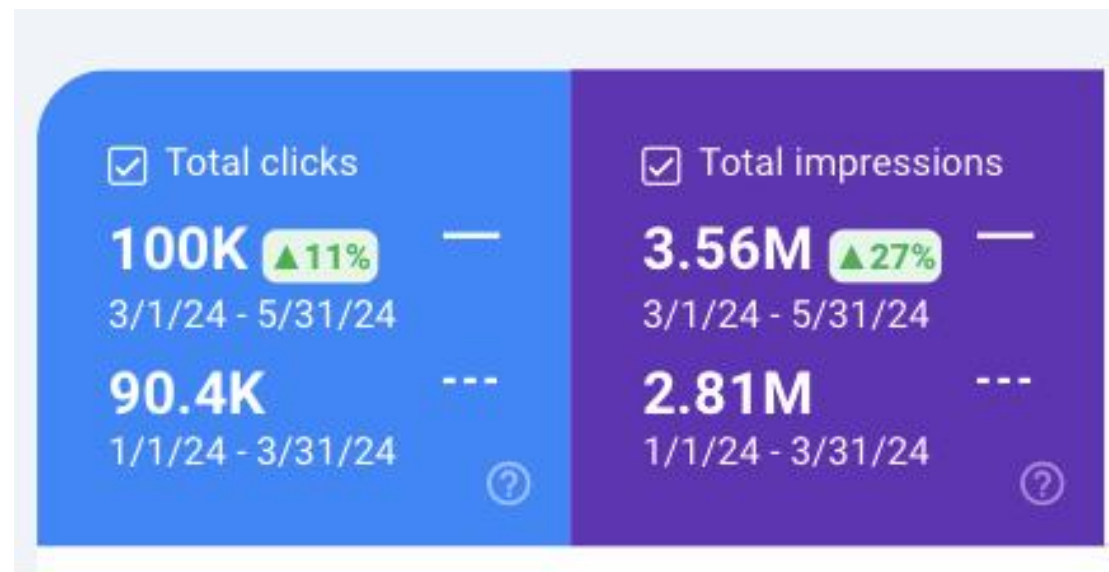 Total clicks
100K ▲11%
3/1/24 - 5/31/24
90.4K
1/1/24 - 3/31/24
Total impressions
3.56M ▲27%
3/1/24 - 5/31/24
2.81M
1/1/24 - 3/31/24